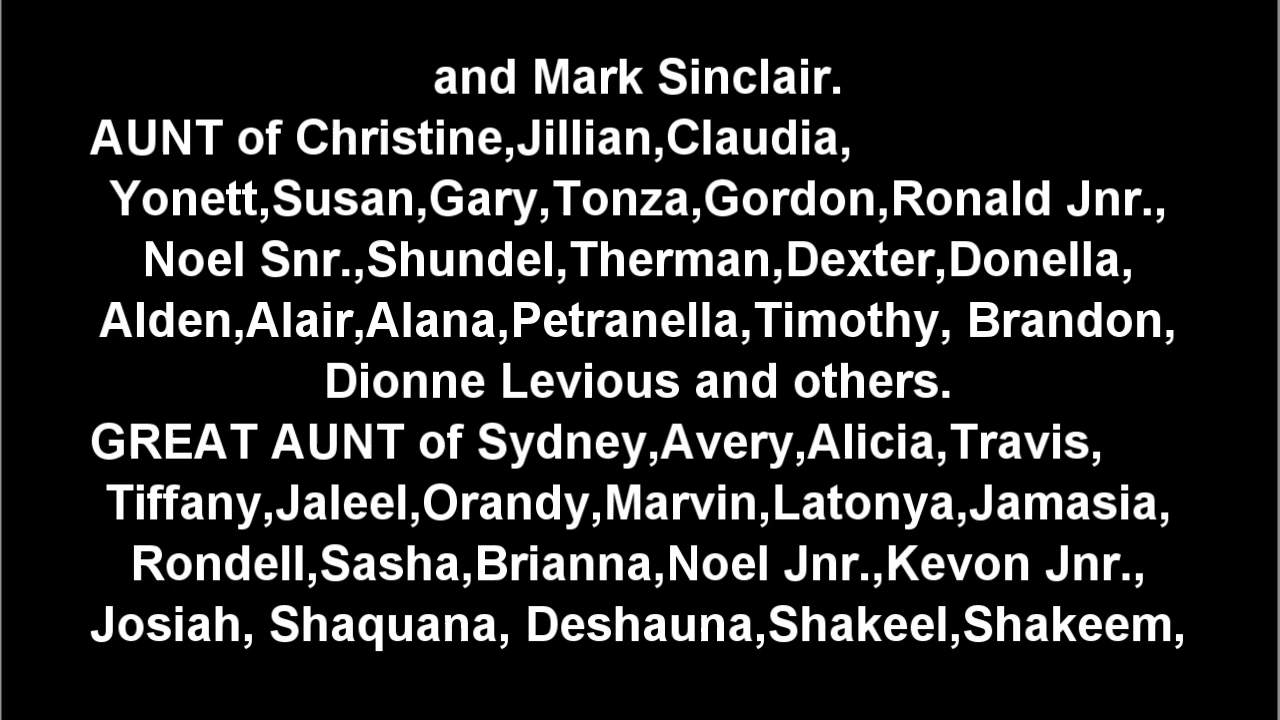 and Mark Sinclair.
AUNT of Christine,Jillian,Claudia,
Yonett,Susan,Gary,Tonza,Gordon,Ronald Jnr.,
Noel Snr.,Shundel,Therman,Dexter,Donella,
Alden,Alair,Alana,Petranella,Timothy, Brandon,
Dionne Levious and others.
GREAT AUNT of Sydney,Avery,Alicia,Travis,
Tiffany,Jaleel,Orandy,Marvin,Latonya,Jamasia,
Rondell,Sasha,Brianna,Noel Jnr.,Kevon Jnr.,
Josiah, Shaquana, Deshauna,Shakeel,Shakeem,